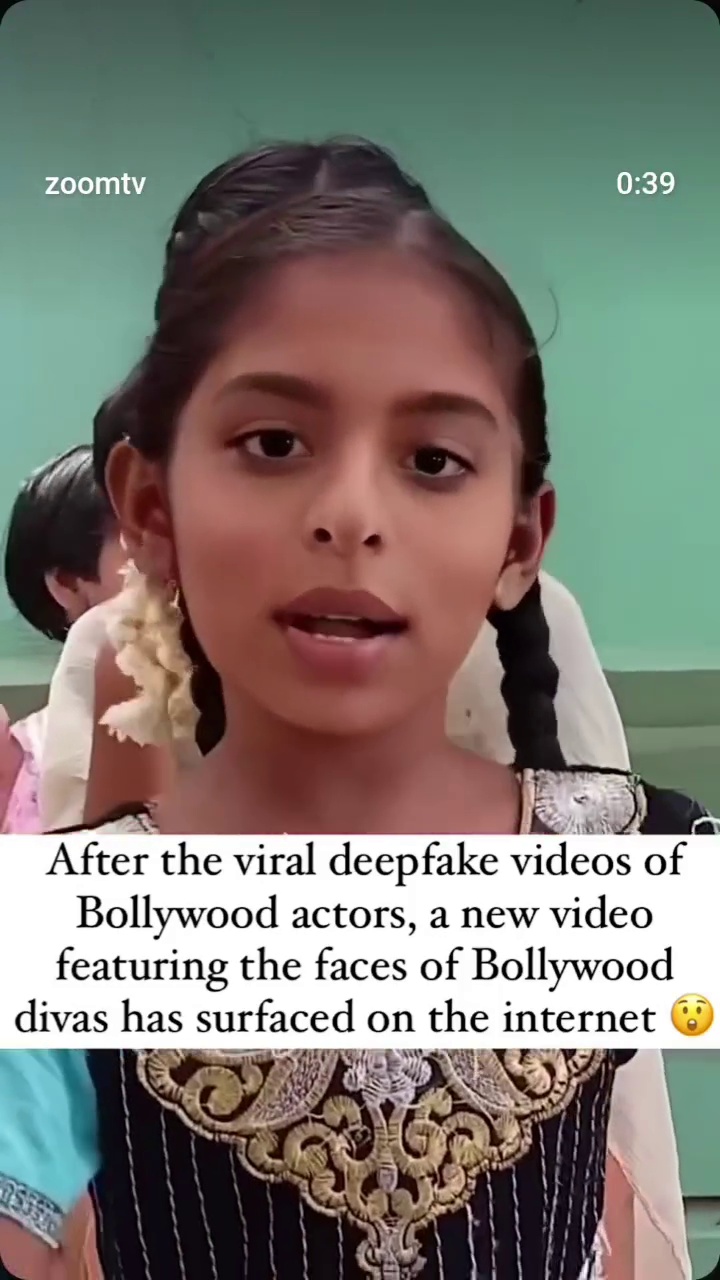 zoomtv
0:39
After the viral deepfake videos of
Bollywood actors, a new video
featuring the faces of Bollywood
divas has surfaced on the internet 😲